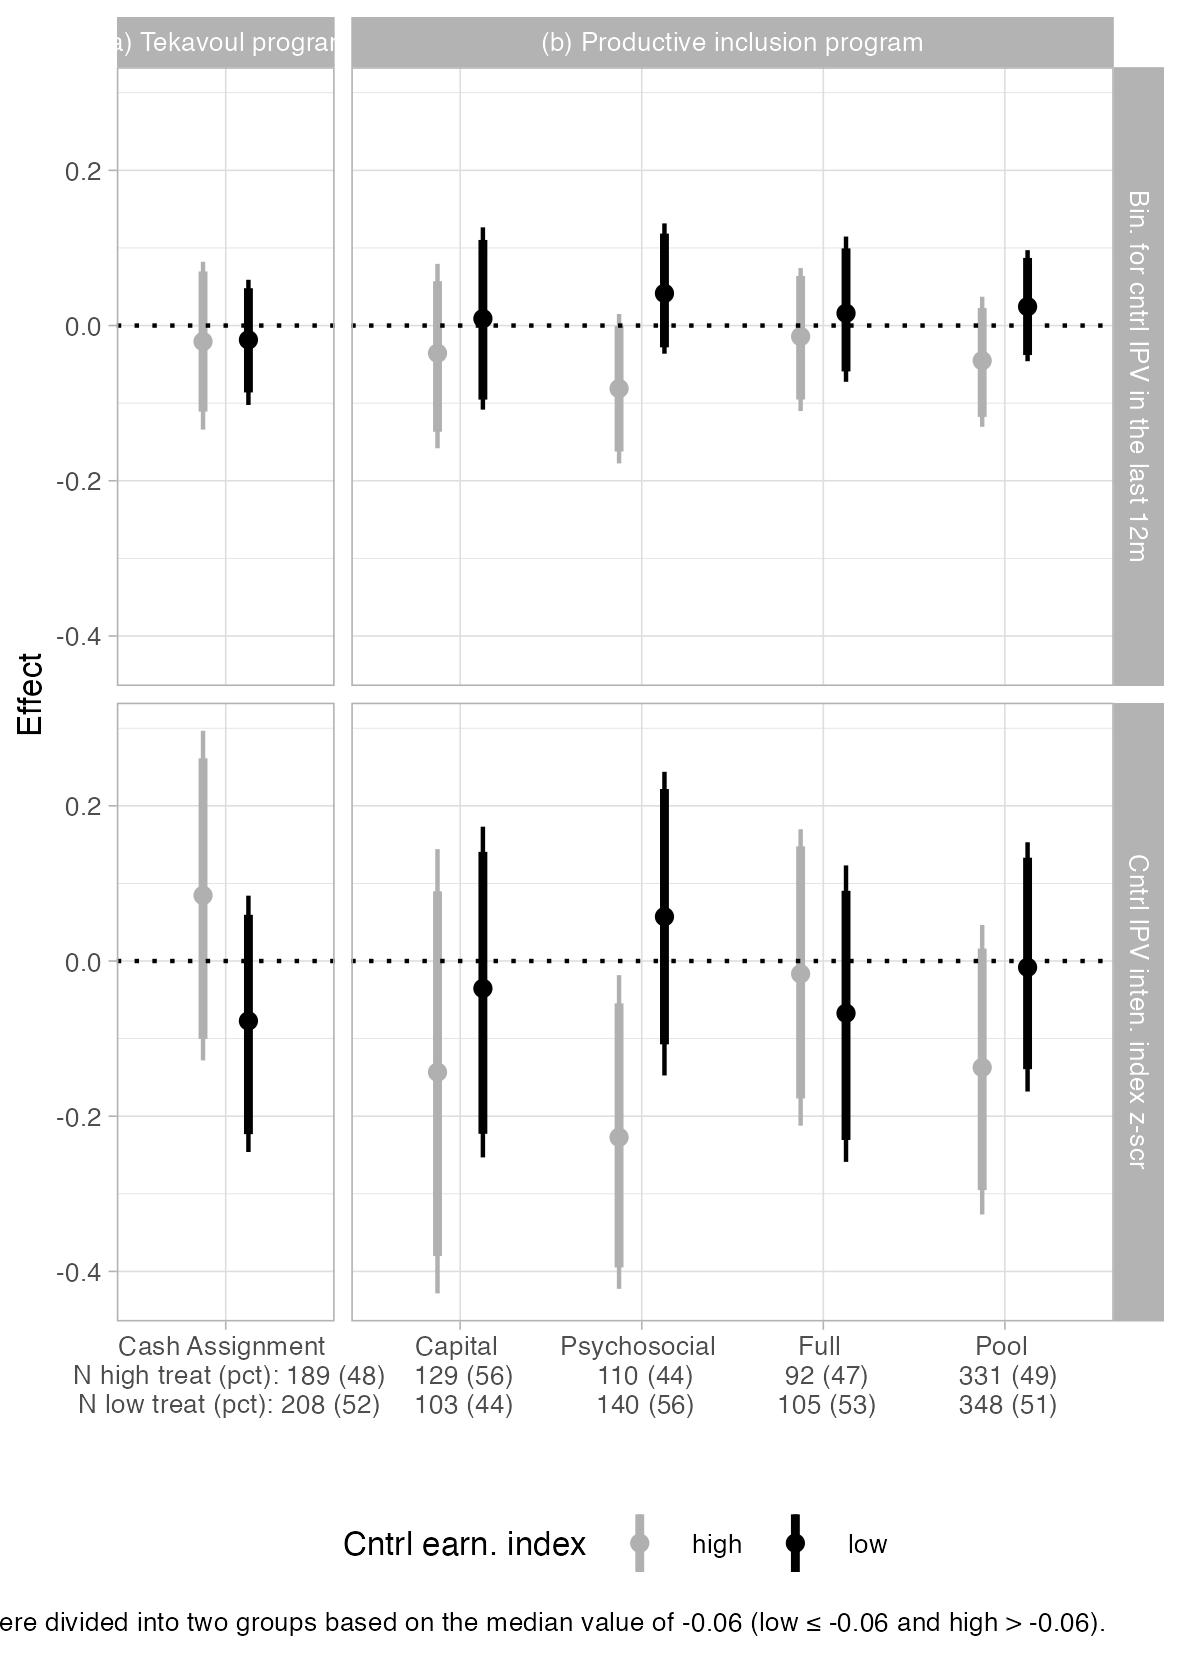 a) Tekavoul program
(b) Productive inclusion program
Effect
0.2
0.0
-0.2
-0.4
Bin. for cntrl IPV in the last 12m
0.2
0.0
-0.2
-0.4
Cntrl IPV inten. index z-scr
Cash Assignment Capital Psychosocial Full Pool
N high treat (pct): 189 (48) 129 (56) 110 (44) 92 (47) 331 (49)
N low treat (pct): 208 (52) 103 (44) 140 (56) 105 (53) 348 (51)
Cntrl earn. index high low
ere divided into two groups based on the median value of -0.06 (low ≤ -0.06 and high > -0.06).